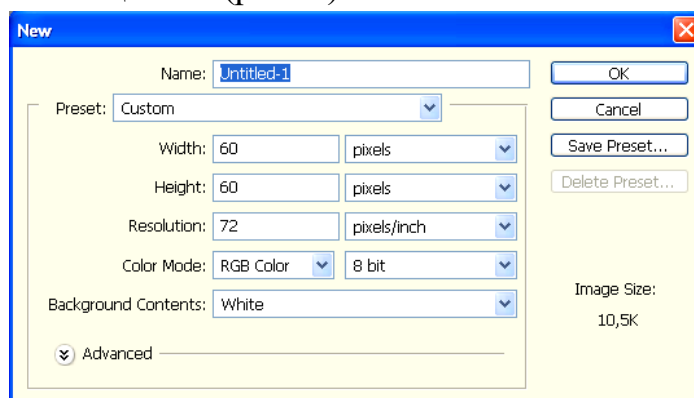 New
Name: Untitled-1
OK
Preset: Custom
Cancel
Width: 60 pixels
Save Preset...
Height: 60 pixels
Delete Preset...
Resolution: 72 pixels/inch
Color Mode: RGB Color 8 bit
Image Size:
Background Contents: White
10,5K
Advanced